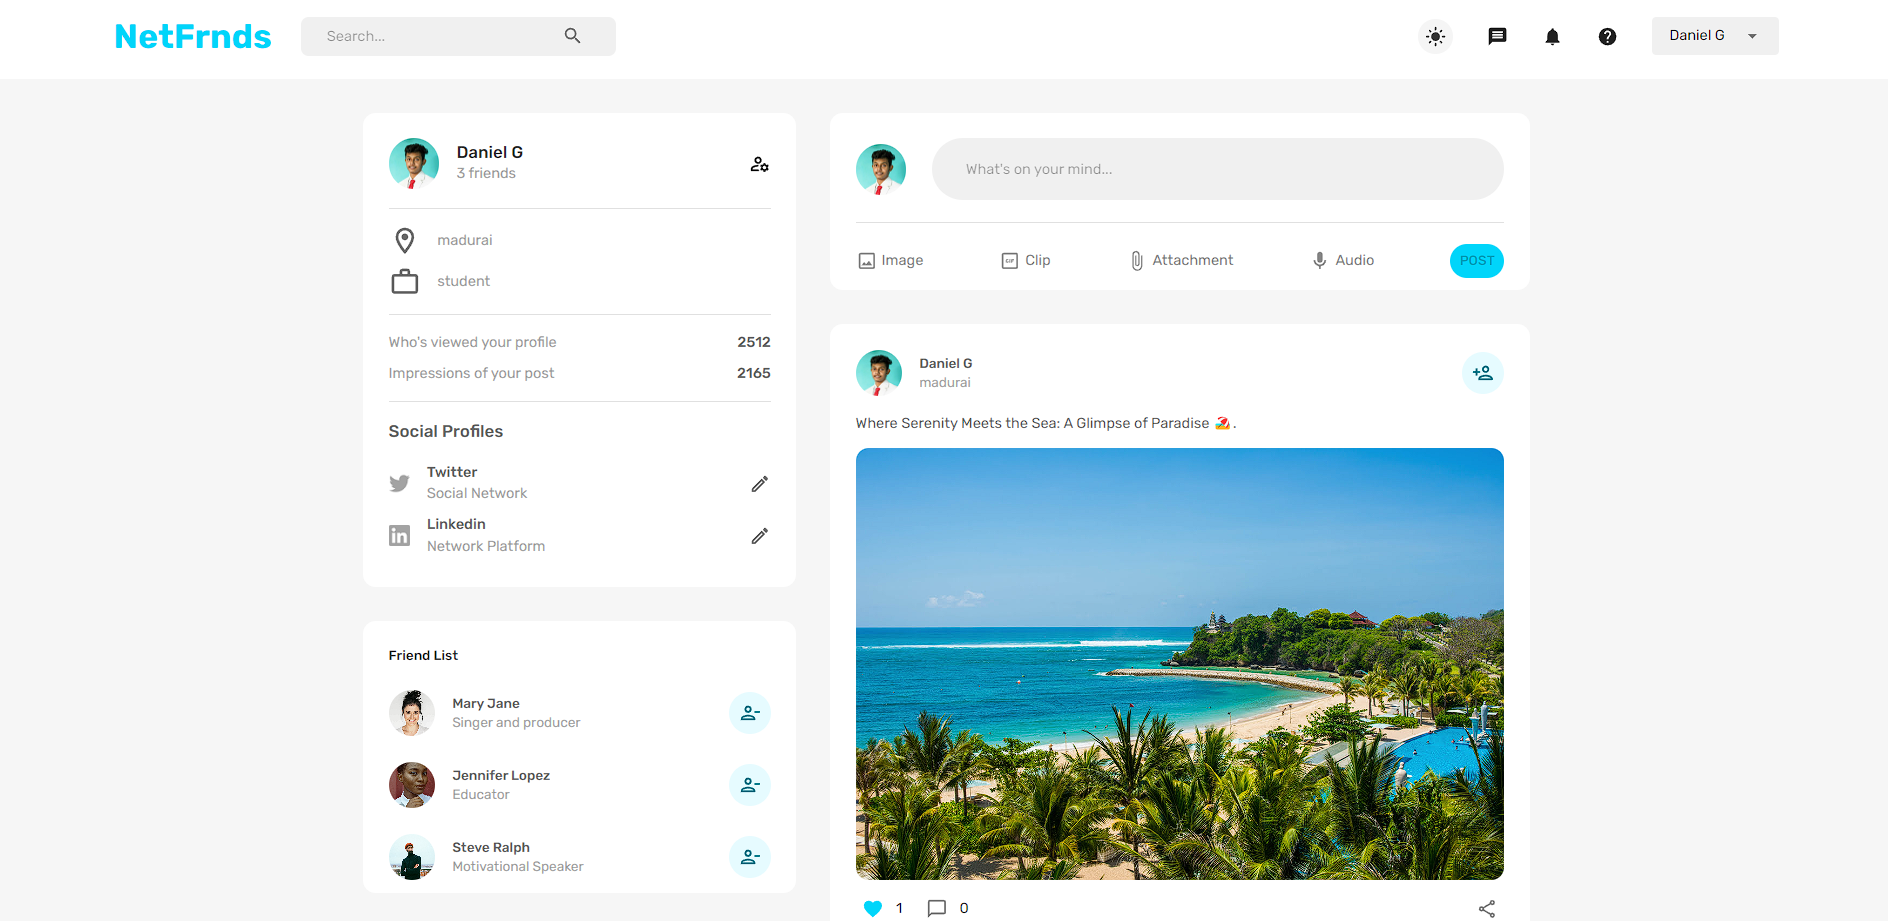 NetFrnds
Search...
Daniel G
Daniel G
3 friends
madurai
student
Who's viewed your profile 2512
Impressions of your post 2165
Social Profiles
Twitter
Social Network
Linkedin
Network Platform
Friend List
Mary Jane
Singer and producer
Jennifer Lopez
Educator
Steve Ralph
Motivational Speaker
What's on your mind...
Image GIF Clip Attachment Audio POST
Daniel G
madurai
Where Serenity Meets the Sea: A Glimpse of Paradise 🏖️ .
1 0